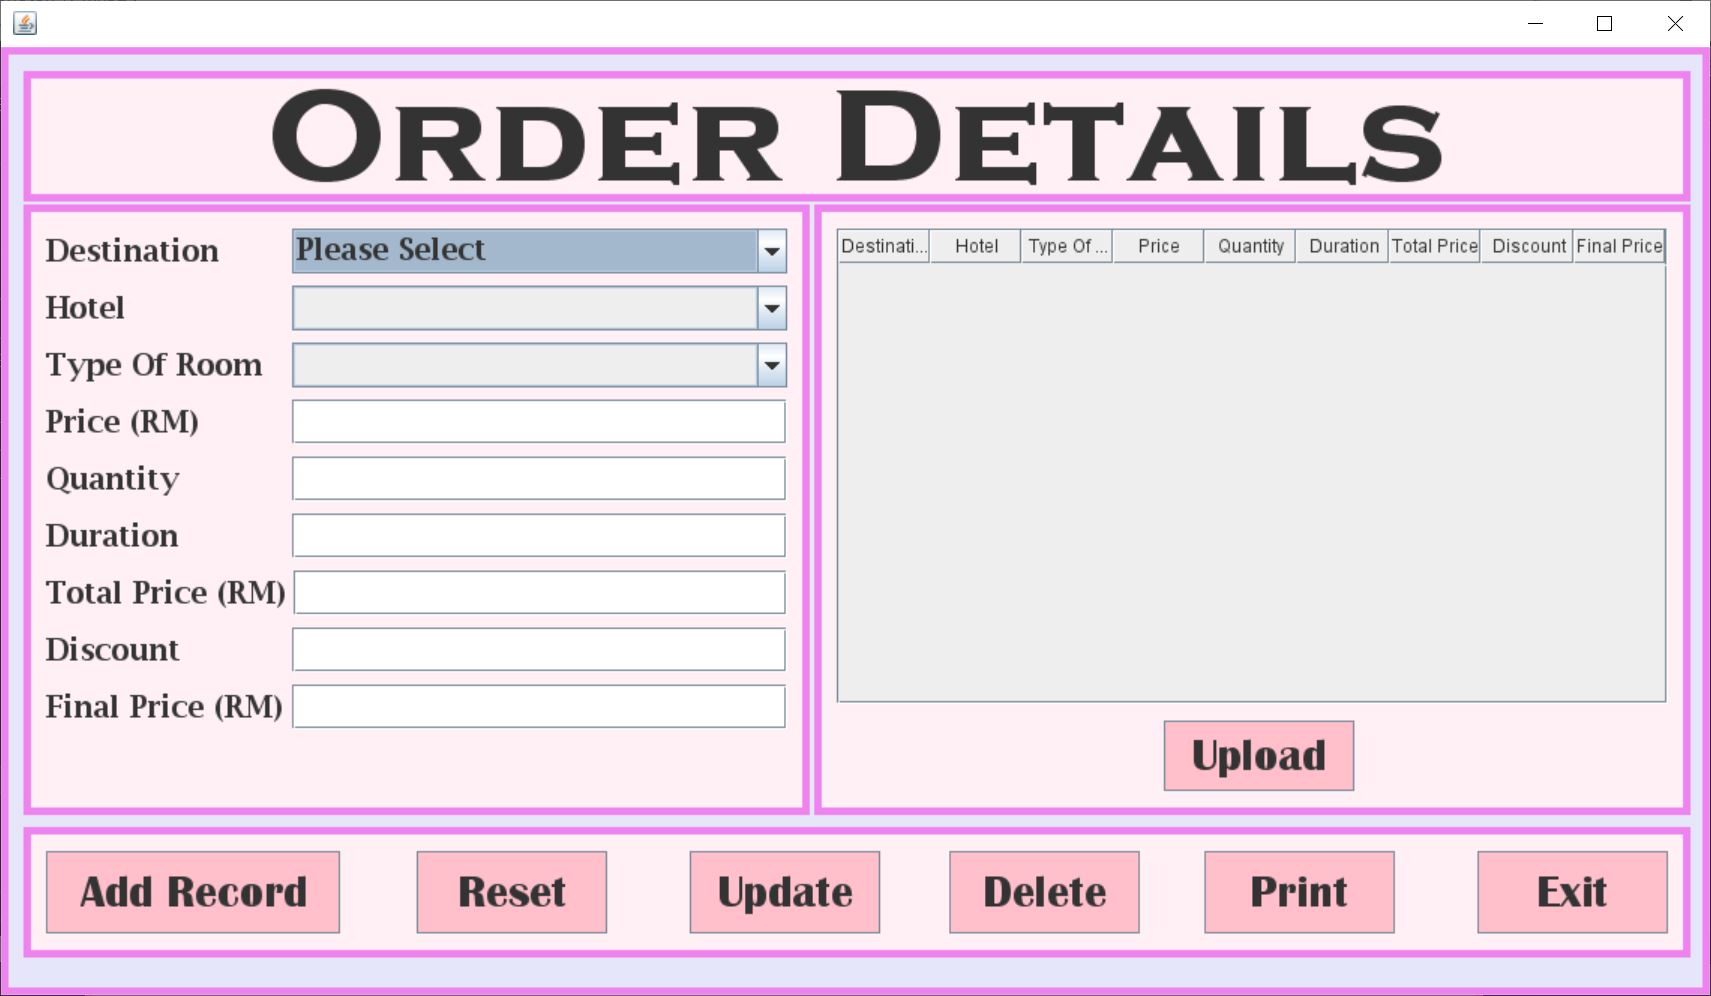 Order Details
Destination
Please Select
Hotel
Type Of Room
Price (RM)
Quantity
Duration
Total Price (RM)
Discount
Final Price (RM)
Destinati... Hotel Type Of ... Price Quantity Duration Total Price Discount Final Price
Upload
Add Record Reset Update Delete Print Exit